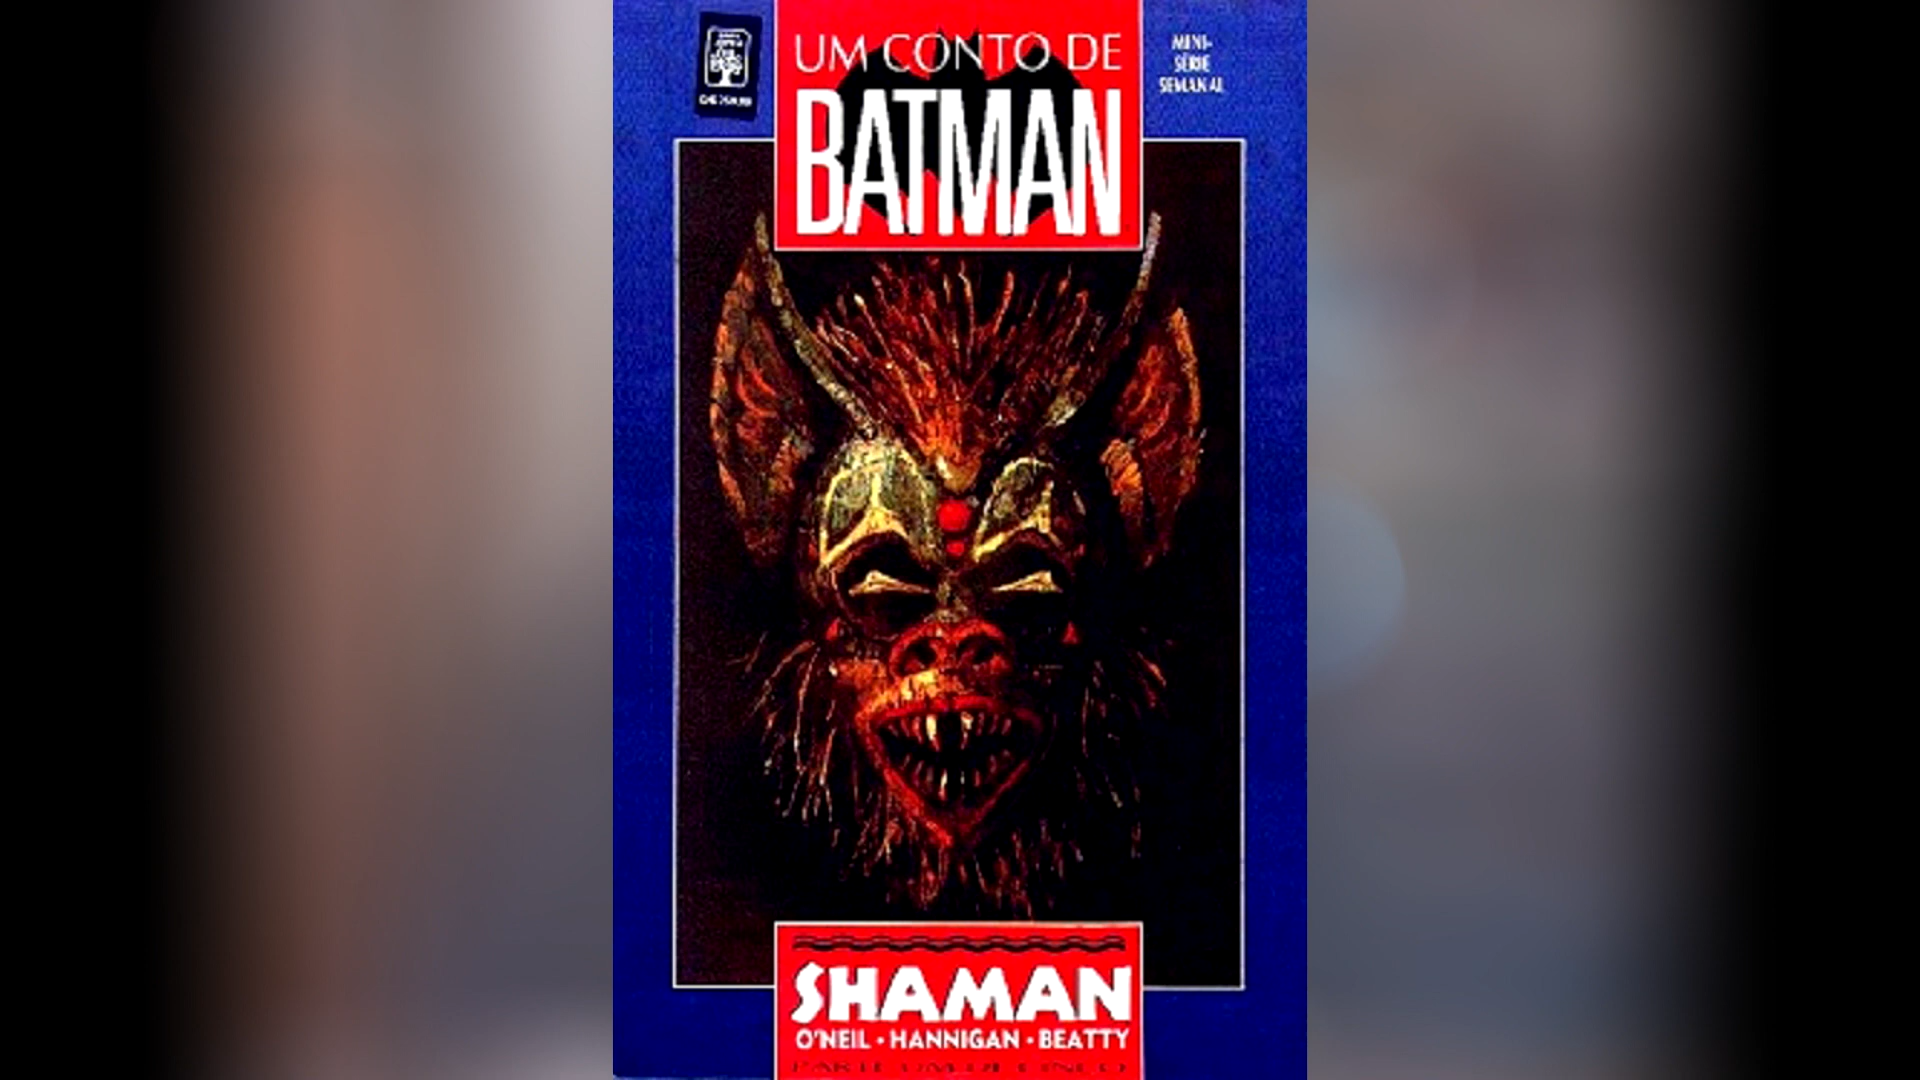 UM CONTO DE
BATMAN
MINI-
SÉRIE
SEMANAL
SHAMAN
O'NEIL • HANNIGAN • BEATTY